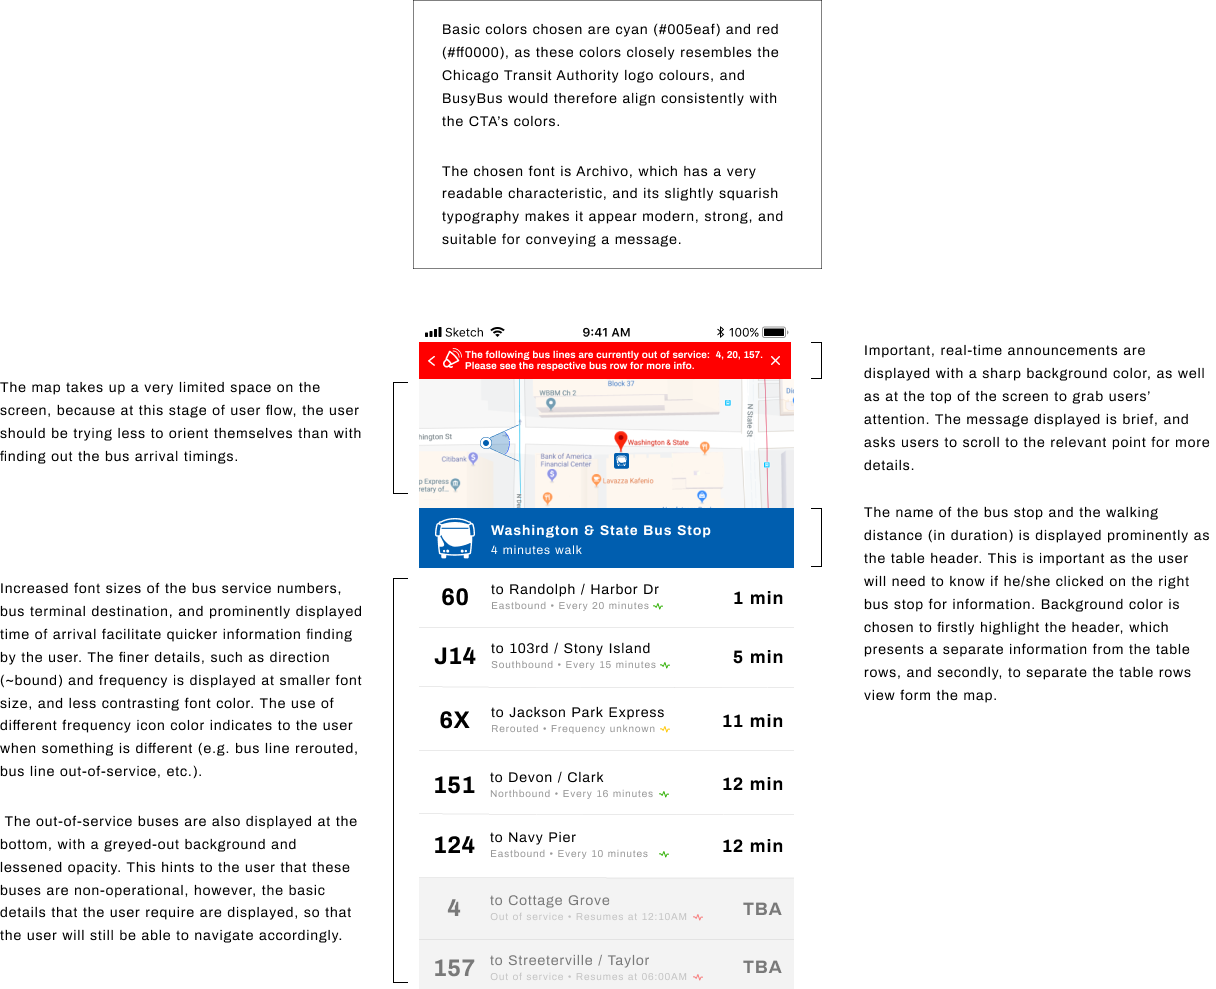 Basic colors chosen are cyan (#005eaf) and red
(#ff0000), as these colors closely resembles the
Chicago Transit Authority logo colours, and
BusyBus would therefore align consistently with
the CTA’s colors.
The chosen font is Archivo, which has a very
readable characteristic, and its slightly squarish
typography makes it appear modern, strong, and
suitable for conveying a message.
The map takes up a very limited space on the
screen, because at this stage of user flow, the user
should be trying less to orient themselves than with
finding out the bus arrival timings.
Increased font sizes of the bus service numbers,
bus terminal destination, and prominently displayed
time of arrival facilitate quicker information finding
by the user. The finer details, such as direction
(~bound) and frequency is displayed at smaller font
size, and less contrasting font color. The use of
different frequency icon color indicates to the user
when something is different (e.g. bus line rerouted,
bus line out-of-service, etc.).
The out-of-service buses are also displayed at the
bottom, with a greyed-out background and
lessened opacity. This hints to the user that these
buses are non-operational, however, the basic
details that the user require are displayed, so that
the user will still be able to navigate accordingly.
Sketch 9:41 AM 100%
The following bus lines are currently out of service: 4, 20, 157.
Please see the respective bus row for more info.
Block 37
WBBM Ch 2
N State St
hington St
Washington & State
Citibank
Bank of America
Financial Center
p Express
Lavazza Kafenio
Washington & State Bus Stop
4 minutes walk
60 to Randolph / Harbor Dr 1 min
Eastbound • Every 20 minutes
J14 to 103rd / Stony Island 5 min
Southbound • Every 15 minutes
6X to Jackson Park Express 11 min
Rerouted • Frequency unknown
151 to Devon / Clark 12 min
Northbound • Every 16 minutes
124 to Navy Pier 12 min
Eastbound • Every 10 minutes
4 to Cottage Grove TBA
Out of service • Resumes at 12:10AM
157 to Streeterville / Taylor TBA
Out of service • Resumes at 06:00AM
Important, real-time announcements are
displayed with a sharp background color, as well
as at the top of the screen to grab users’
attention. The message displayed is brief, and
asks users to scroll to the relevant point for more
details.
The name of the bus stop and the walking
distance (in duration) is displayed prominently as
the table header. This is important as the user
will need to know if he/she clicked on the right
bus stop for information. Background color is
chosen to firstly highlight the header, which
presents a separate information from the table
rows, and secondly, to separate the table rows
view form the map.